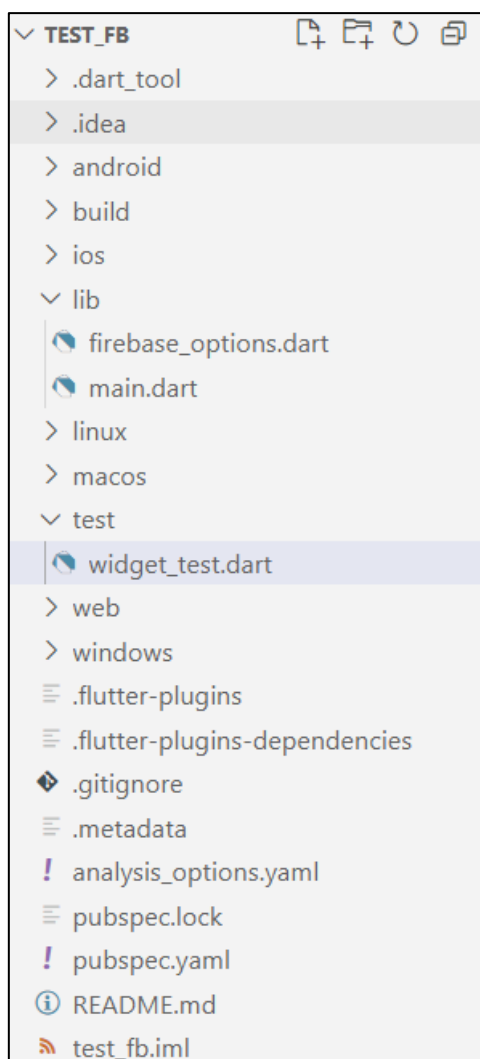 TEST_FB
.dart_tool
.idea
android
build
ios
lib
firebase_options.dart
main.dart
linux
macos
test
widget_test.dart
web
windows
.flutter-plugins
.flutter-plugins-dependencies
.gitignore
.metadata
analysis_options.yaml
pubspec.lock
pubspec.yaml
README.md
test_fb.iml